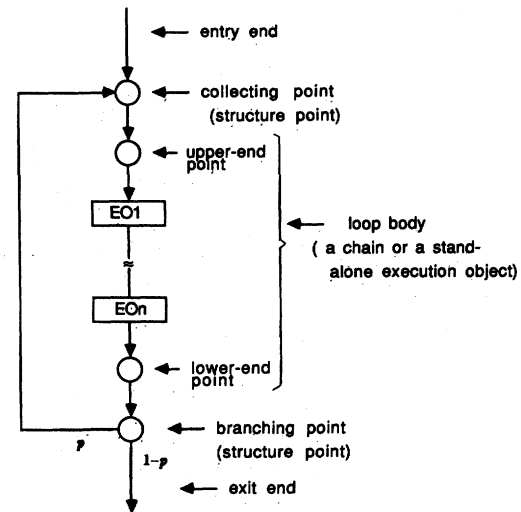 entry end
collecting point
(structure point)
upper-end
point
EO1
loop body
( a chain or a stand-
alone execution object)
≈
EOn
lower-end
point
branching point
(structure point)
p
1-p
exit end